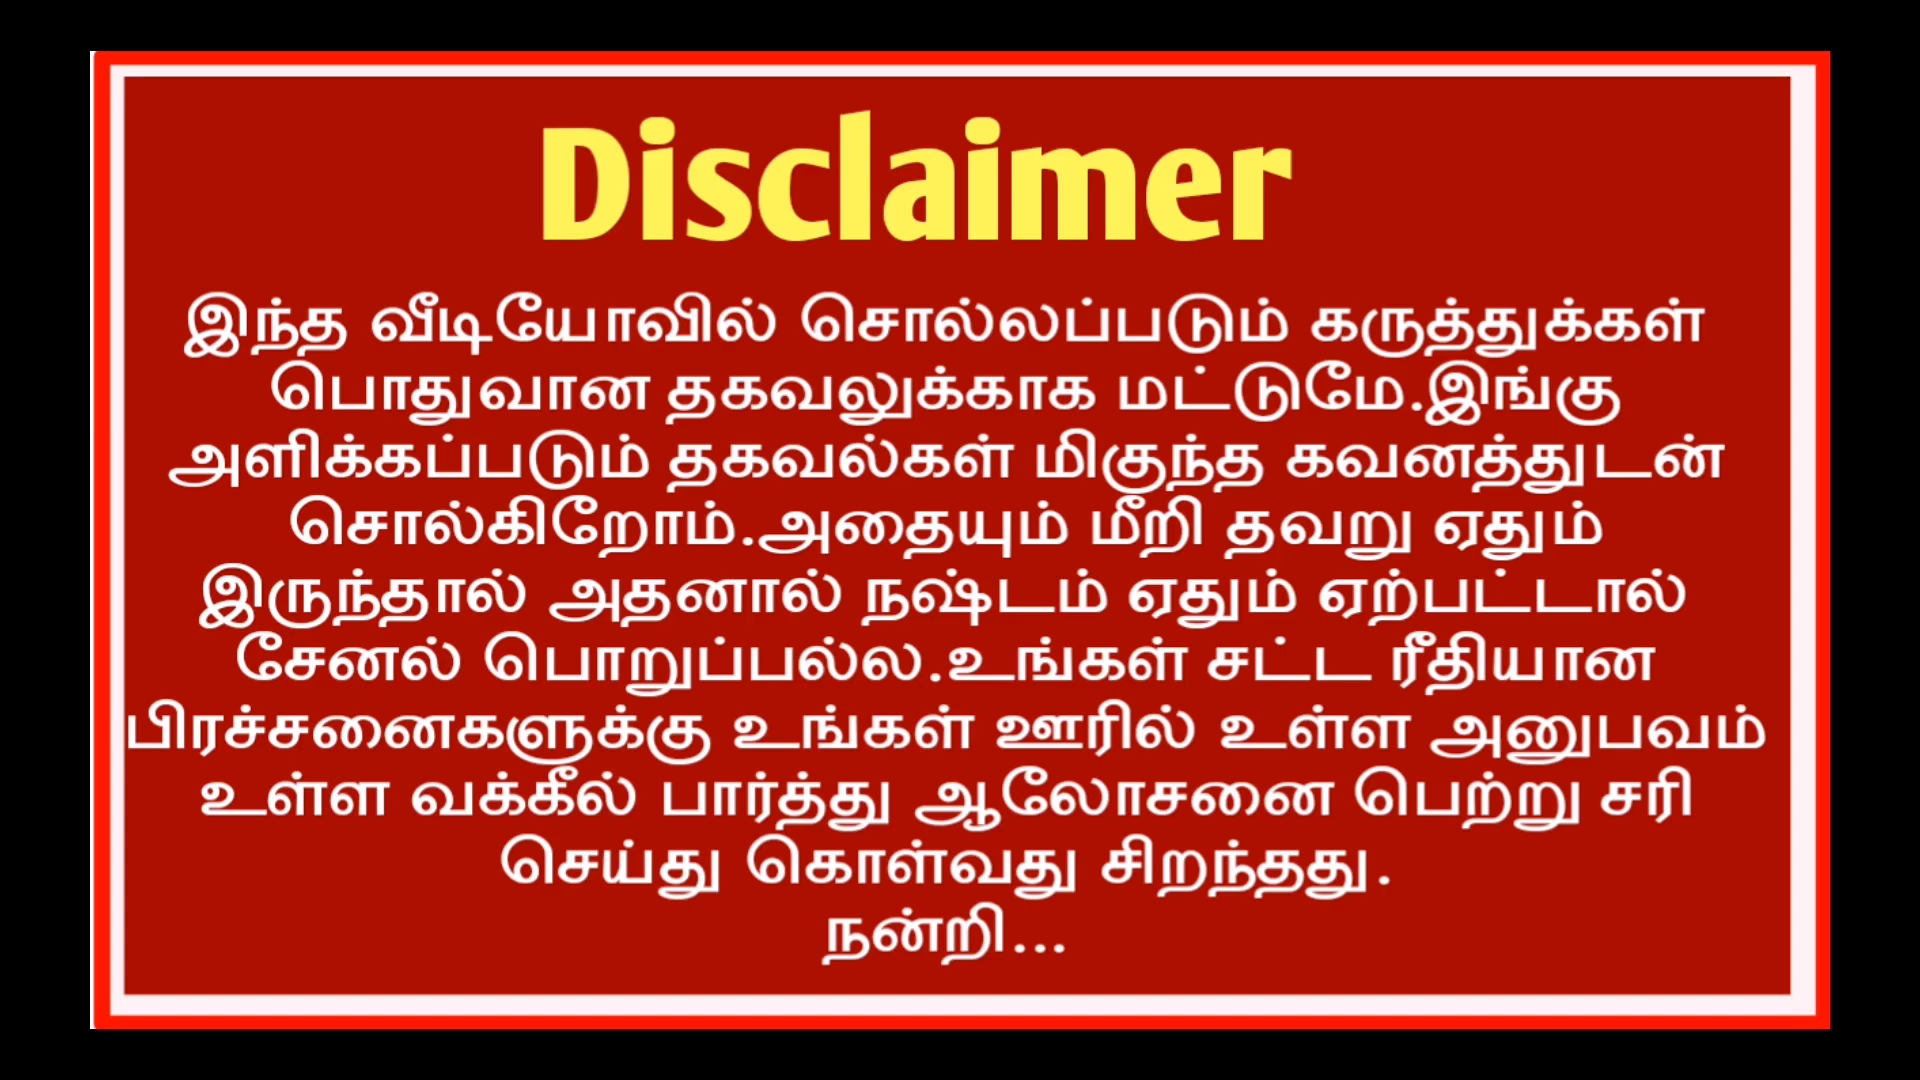 Disclaimer
இந்த வீடியோவில் சொல்லப்படும் கருத்துக்கள்
பொதுவான தகவலுக்காக மட்டுமே.இங்கு
அளிக்கப்படும் தகவல்கள் மிகுந்த கவனத்துடன்
சொல்கிறோம்.அதையும் மீறி தவறு ஏதும்
இருந்தால் அதனால் நஷ்டம் ஏதும் ஏற்பட்டால்
சேனல் பொறுப்பல்ல.உங்கள் சட்ட ரீதியான
பிரச்சனைகளுக்கு உங்கள் ஊரில் உள்ள அனுபவம்
உள்ள வக்கீல் பார்த்து ஆலோசனை பெற்று சரி
செய்து கொள்வது சிறந்தது.
நன்றி...